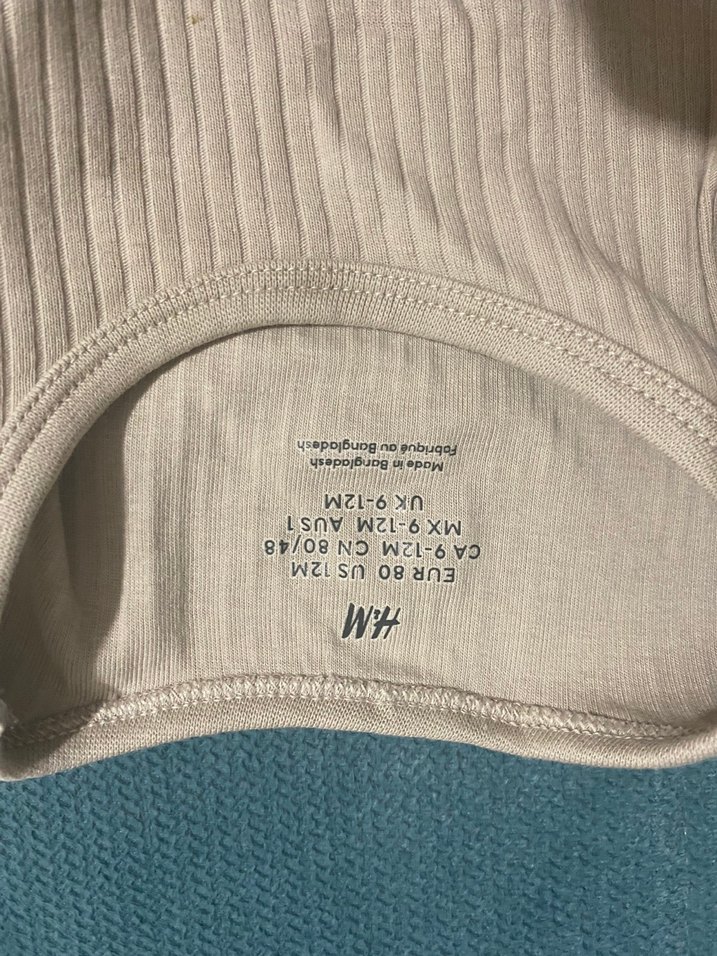 H&M
EUR 80 US 12M
CA 9-12M CN 80/48
MX 9-12M AUS 1
UK 9-12M
Made in Bangladesh
Fabriqué au Bangladesh